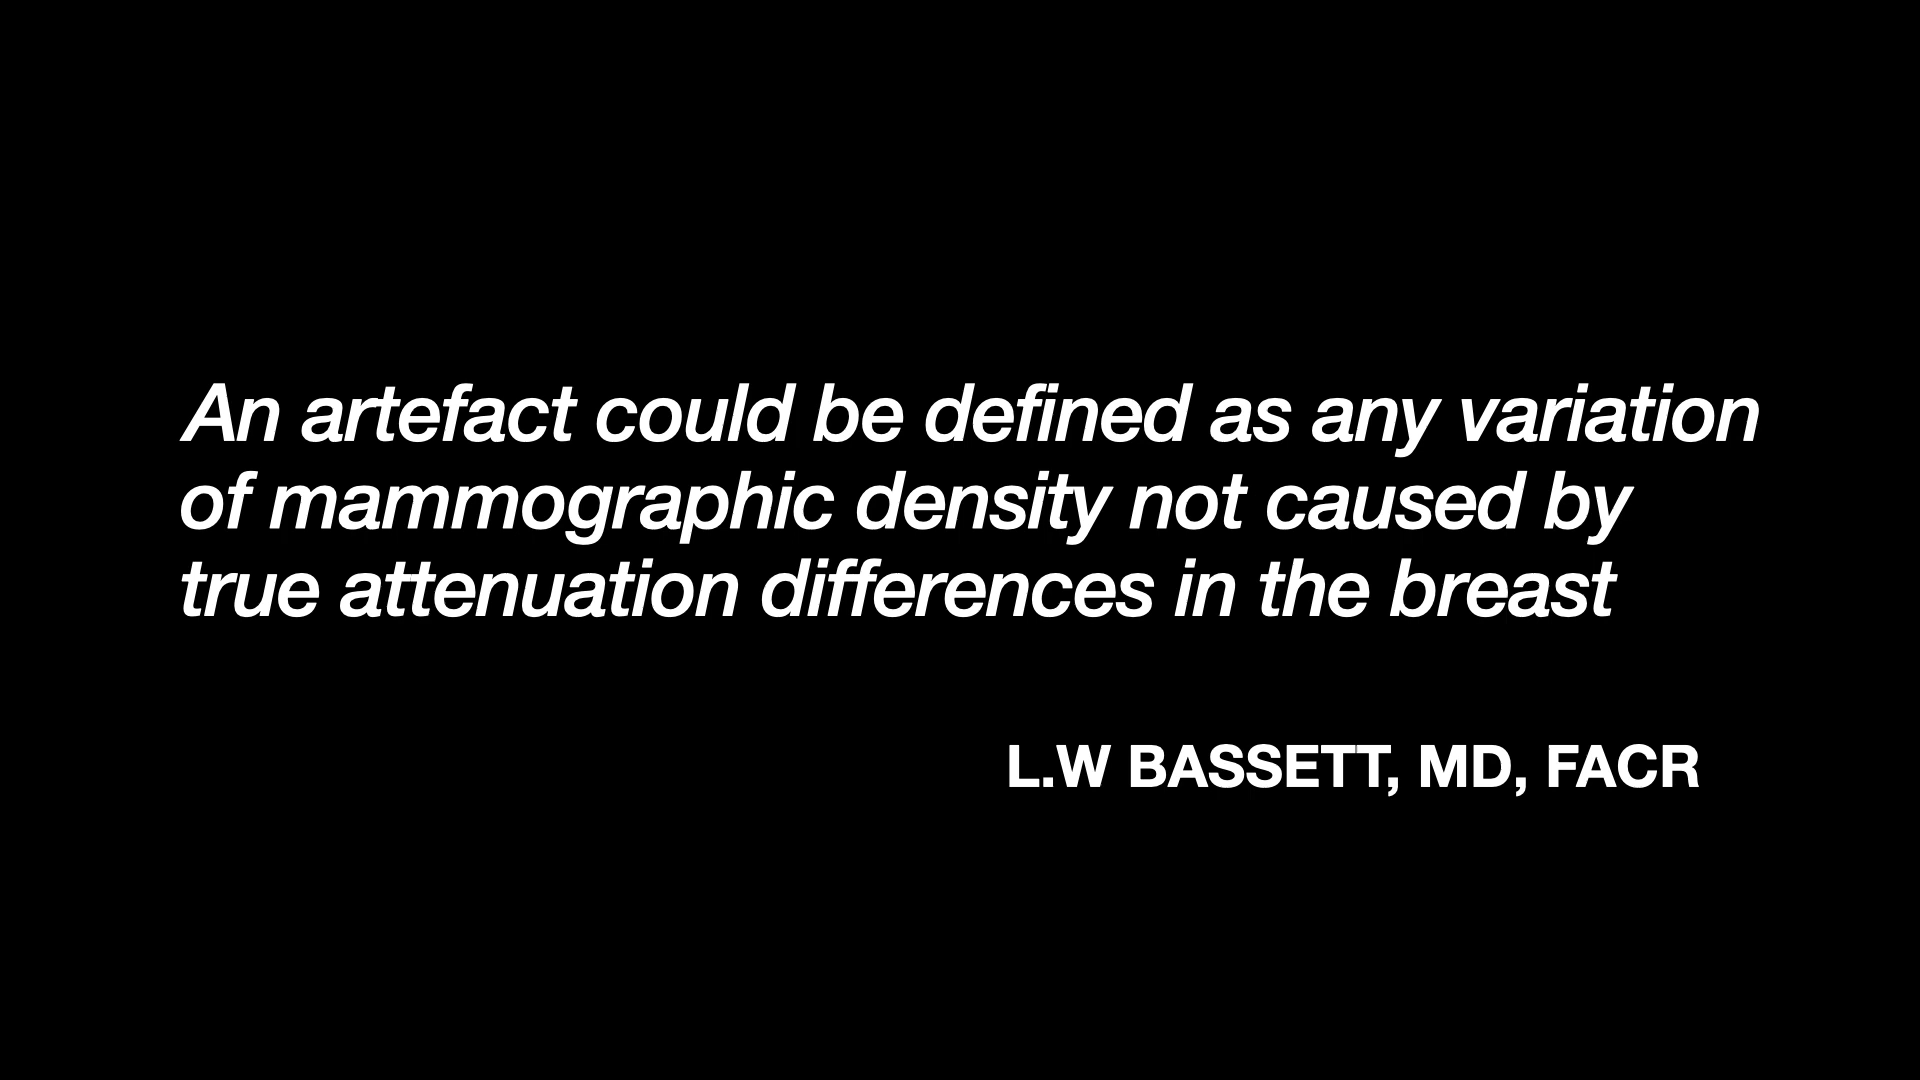 An artefact could be defined as any variation
of mammographic density not caused by
true attenuation differences in the breast
L.W BASSETT, MD, FACR